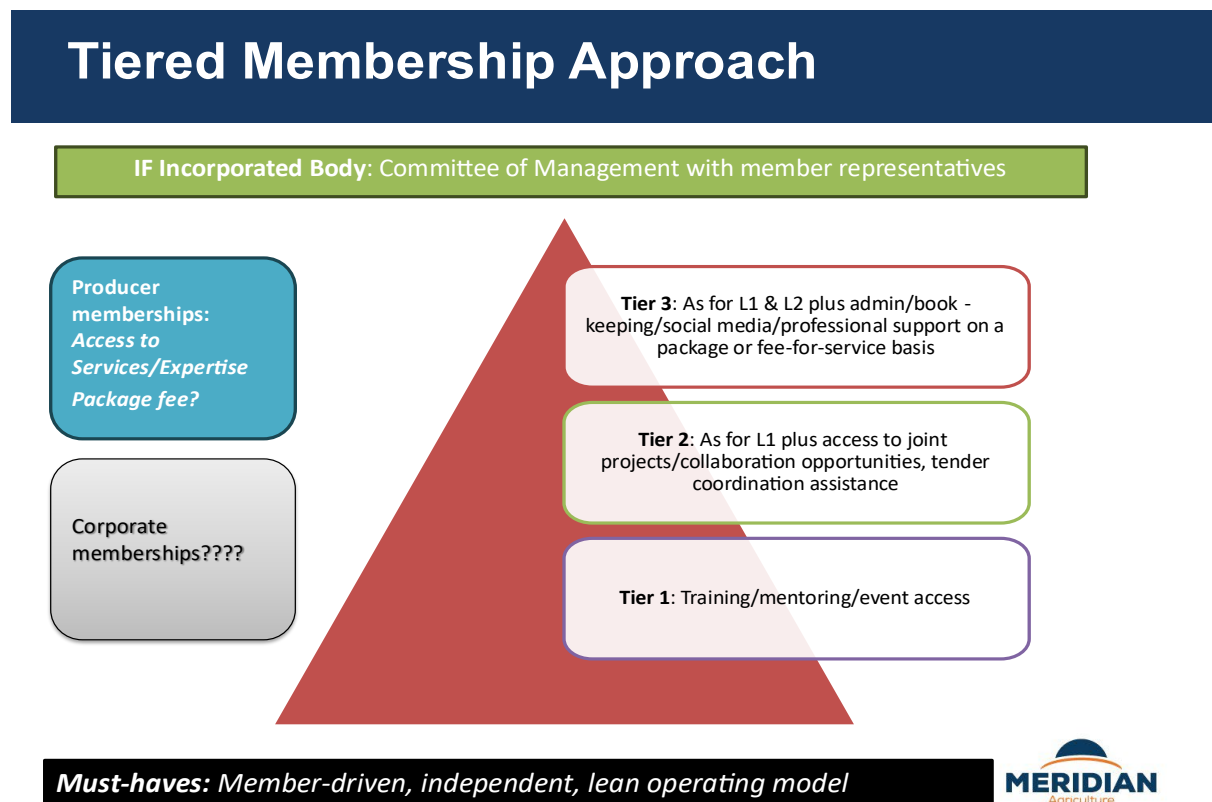 Tiered Membership Approach
IF Incorporated Body: Committee of Management with member representatives
Producer
memberships:
Access to
Services/Expertise
Package fee?
Corporate
memberships????
Tier 3: As for L1 & L2 plus admin/book -
keeping/social media/professional support on a
package or fee-for-service basis
Tier 2: As for L1 plus access to joint
projects/collaboration opportunities, tender
coordination assistance
Tier 1: Training/mentoring/event access
Must-haves: Member-driven, independent, lean operating model
MERIDIAN
Agriculture